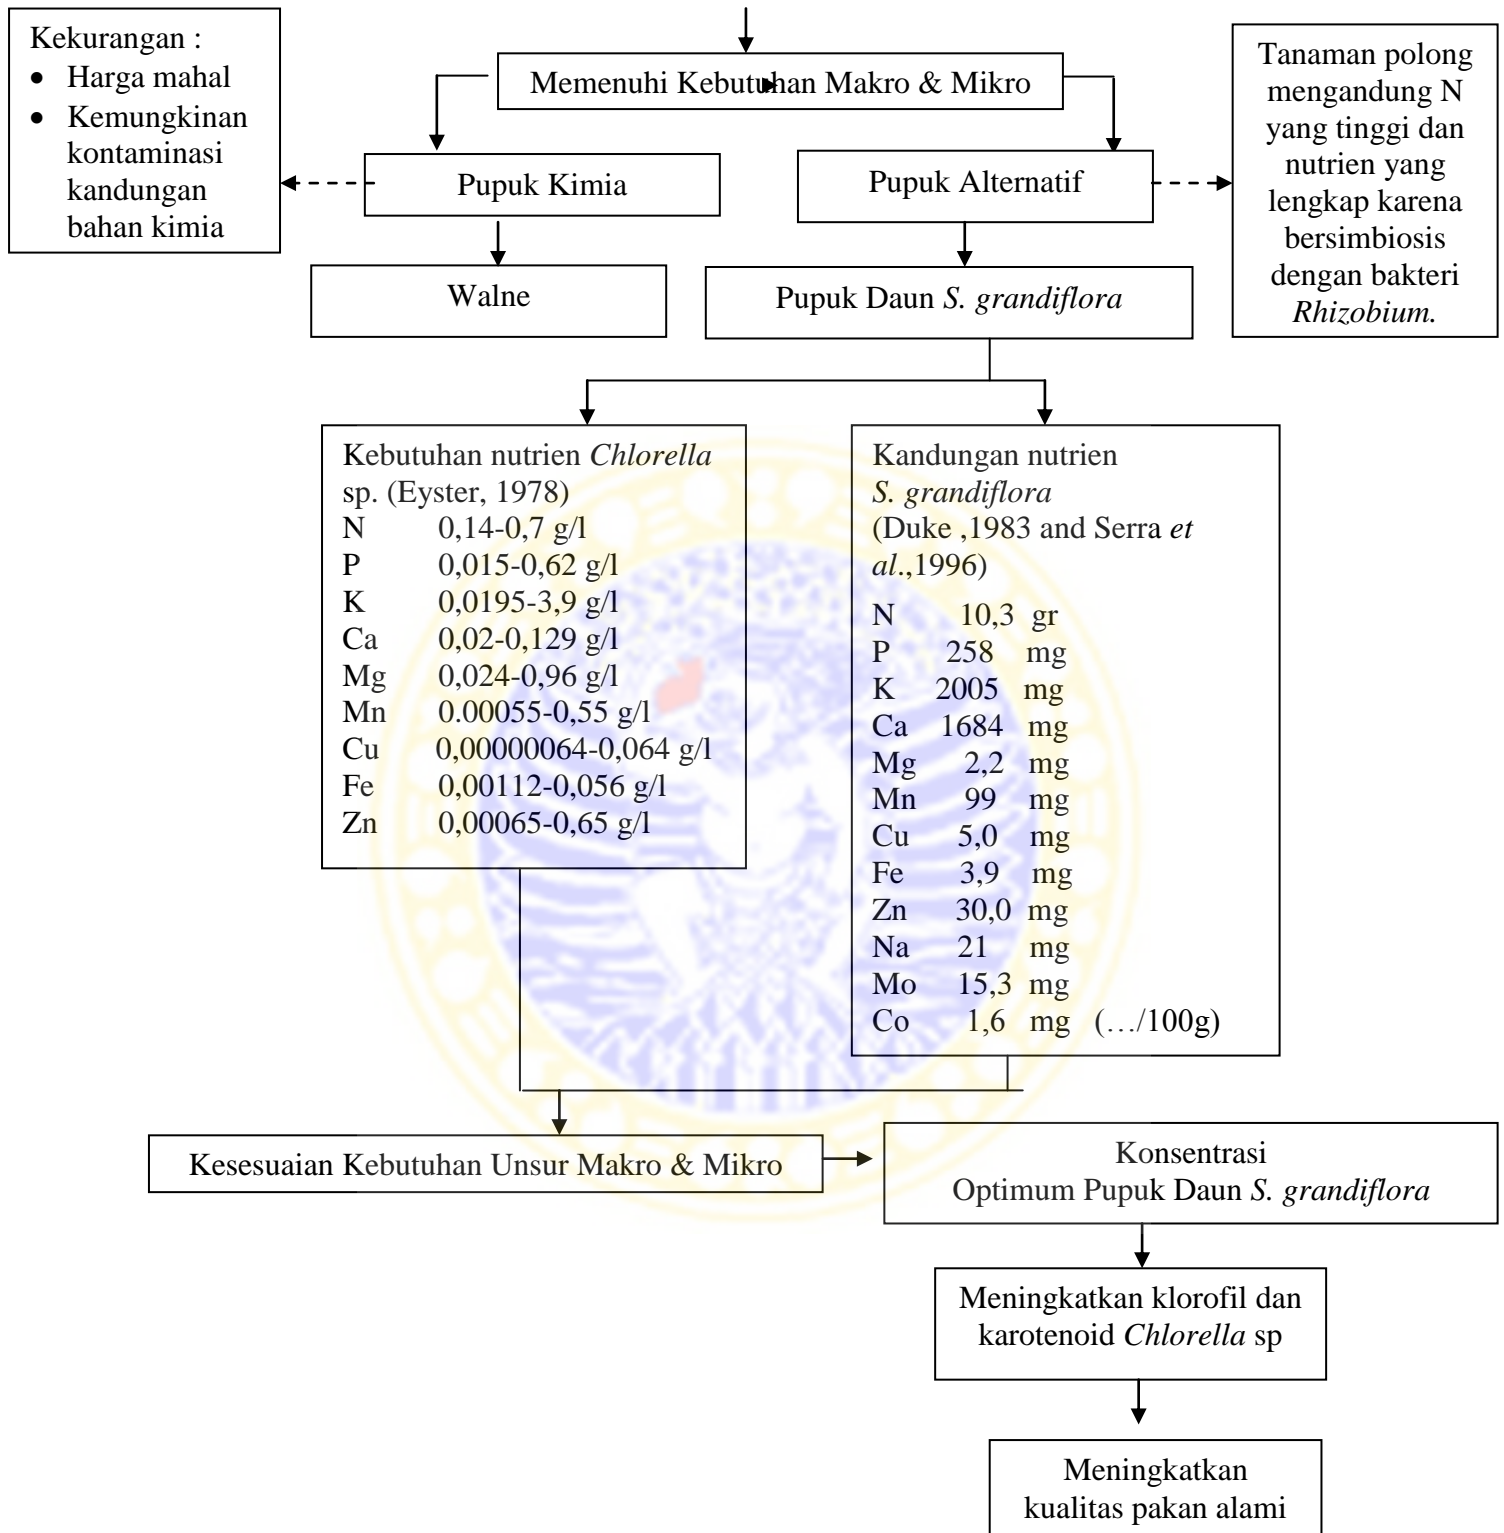 Kekurangan :
• Harga mahal
• Kemungkinan
kontaminasi
kandungan
bahan kimia
Memenuhi Kebutuhan Makro & Mikro
Tanaman polong
mengandung N
yang tinggi dan
nutrien yang
lengkap karena
bersimbiosis
dengan bakteri
Rhizobium.
Pupuk Kimia
Pupuk Alternatif
Walne
Pupuk Daun S. grandiflora
Kebutuhan nutrien Chlorella
sp. (Eyster, 1978)
N 0,14-0,7 g/l
P 0,015-0,62 g/l
K 0,0195-3,9 g/l
Ca 0,02-0,129 g/l
Mg 0,024-0,96 g/l
Mn 0.00055-0,55 g/l
Cu 0,00000064-0,064 g/l
Fe 0,00112-0,056 g/l
Zn 0,00065-0,65 g/l
Kandungan nutrien
S. grandiflora
(Duke ,1983 and Serra et
al.,1996)
N 10,3 gr
P 258 mg
K 2005 mg
Ca 1684 mg
Mg 2,2 mg
Mn 99 mg
Cu 5,0 mg
Fe 3,9 mg
Zn 30,0 mg
Na 21 mg
Mo 15,3 mg
Co 1,6 mg (…/100g)
Kesesuaian Kebutuhan Unsur Makro & Mikro
Konsentrasi
Optimum Pupuk Daun S. grandiflora
Meningkatkan klorofil dan
karotenoid Chlorella sp
Meningkatkan
kualitas pakan alami